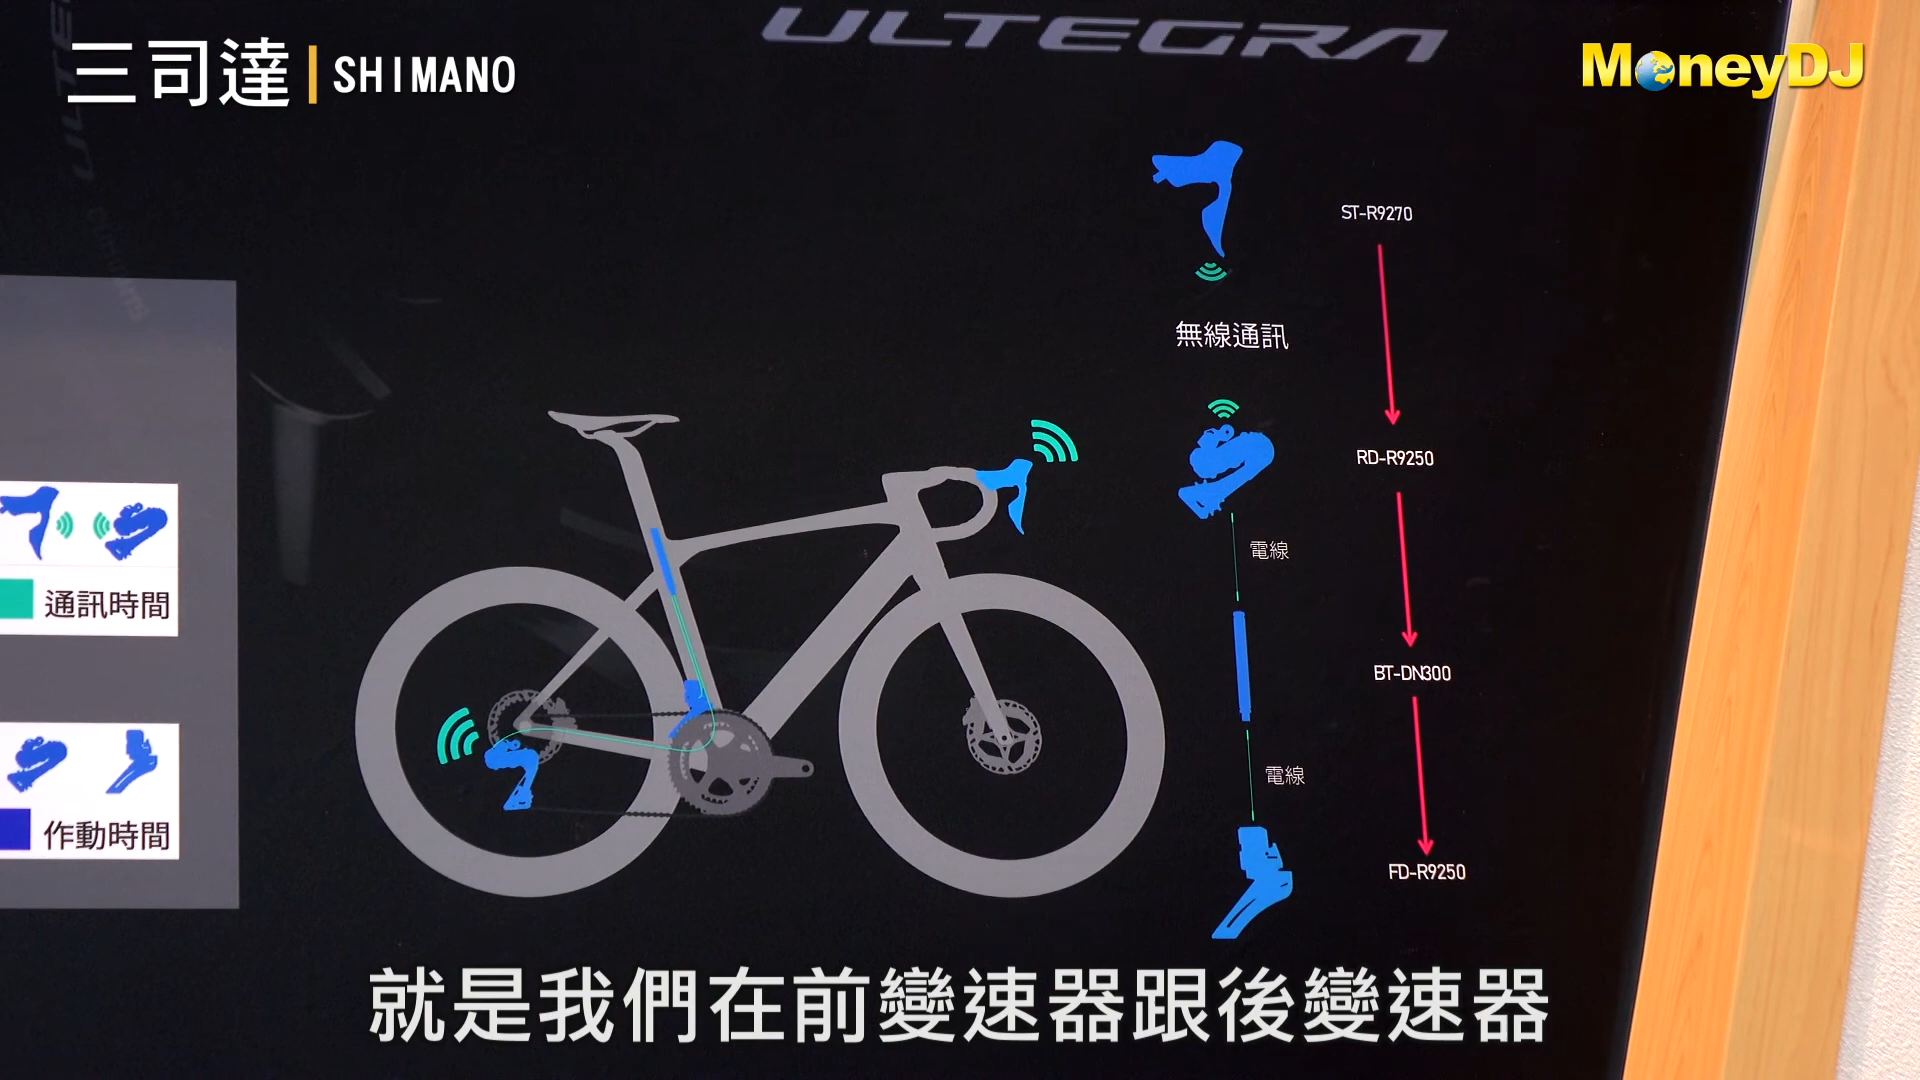 ULTEGRA
三司達 | SHIMANO
MoneyDJ
ST-R9270
無線通訊
RD-R9250
電線
通訊時間
BT-DN300
電線
作動時間
FD-R9250
就是我們在前變速器跟後變速器